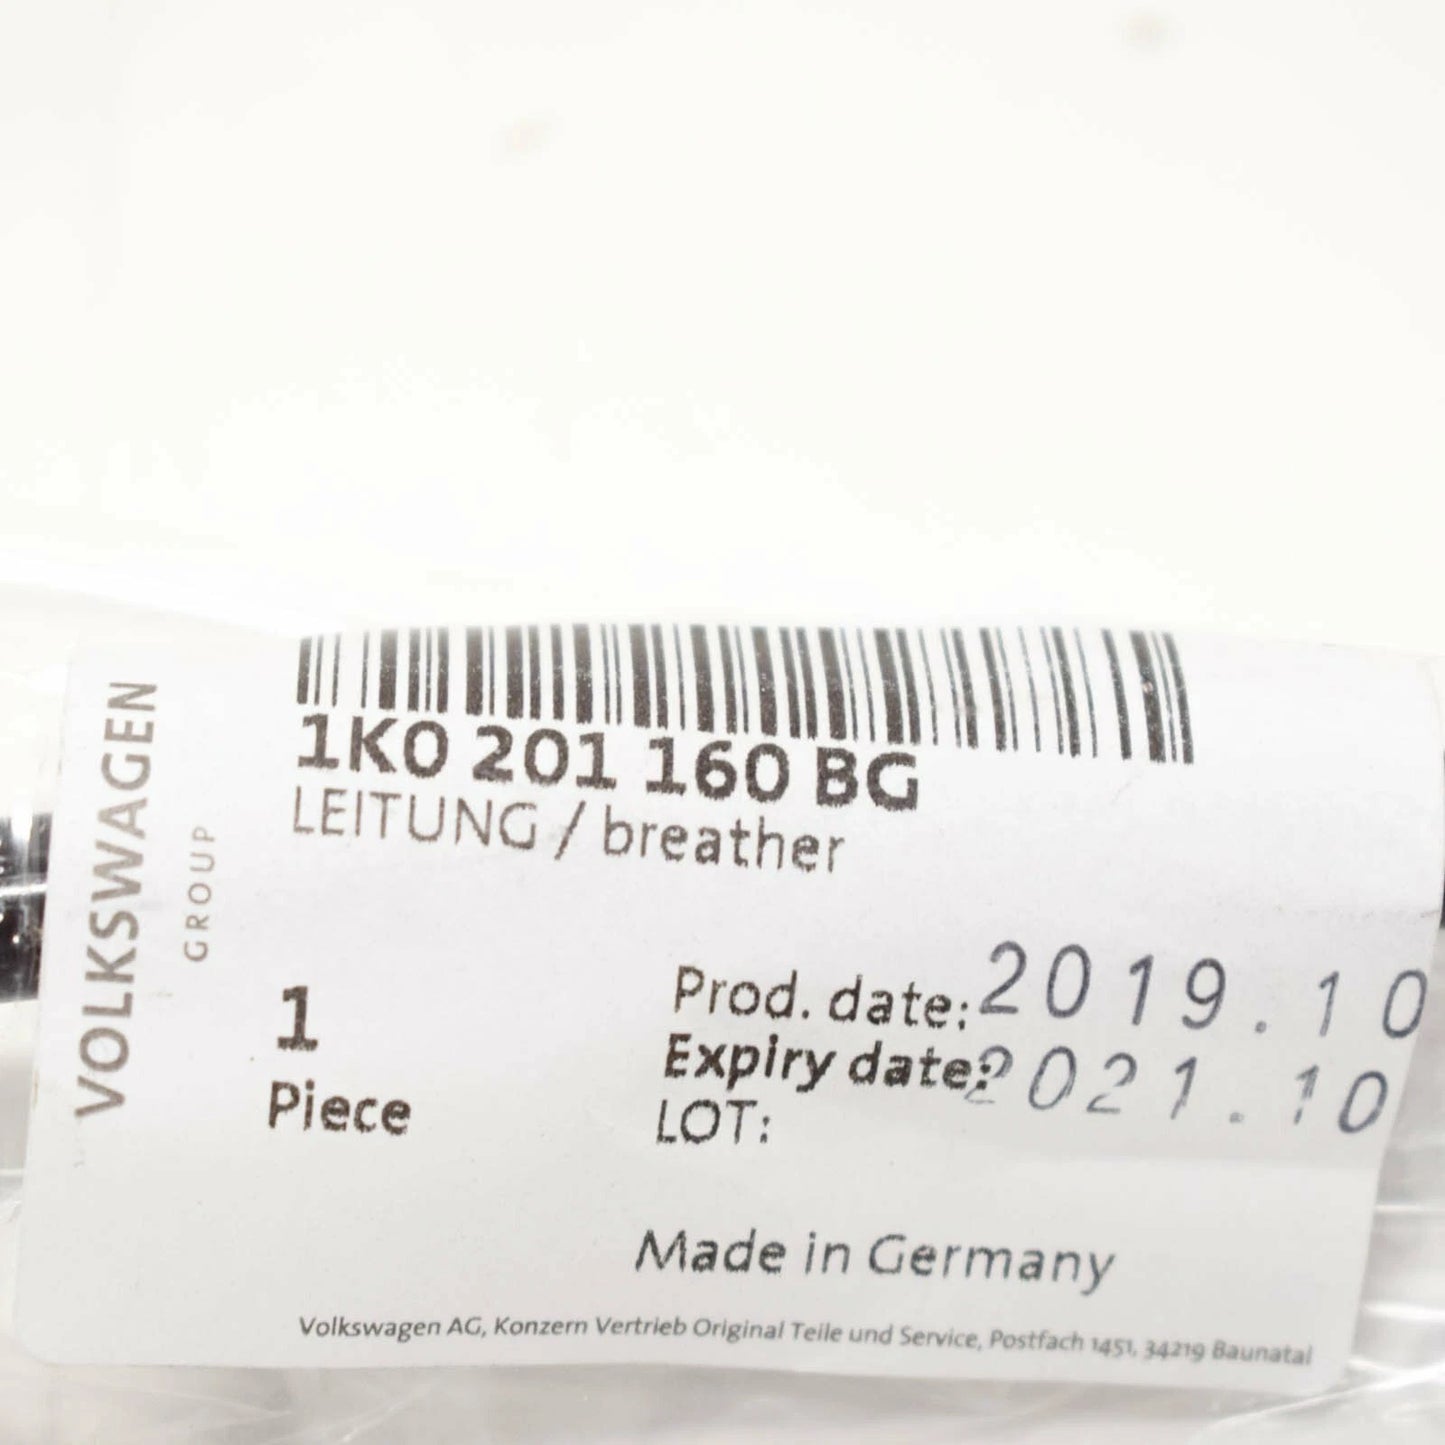 VOLKSWAGEN
GROUP
1K0 201 160 BG
LEITUNG / breather
1
Piece
Prod. date: 2019.10
Expiry date: 2021.10
LOT:
Made in Germany
Volkswagen AG, Konzern Vertrieb Original Teile und Service, Postfach 1451, 34219 Baunatal